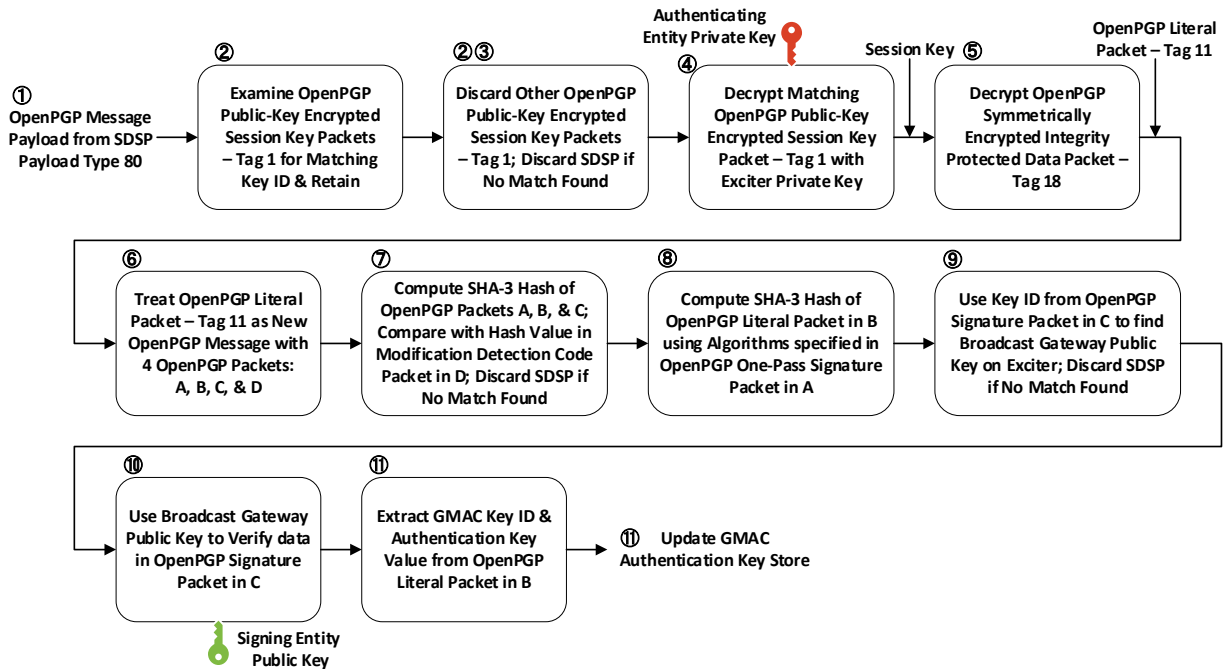 ①
OpenPGP Message
Payload from SDSP
Payload Type 80
②
Examine OpenPGP
Public-Key Encrypted
Session Key Packets
– Tag 1 for Matching
Key ID & Retain
② ③
Discard Other OpenPGP
Public-Key Encrypted
Session Key Packets
– Tag 1; Discard SDSP if
No Match Found
Authenticating
Entity Private Key
④
Decrypt Matching
OpenPGP Public-Key
Encrypted Session Key
Packet – Tag 1 with
Exciter Private Key
Session Key
⑤
Decrypt OpenPGP
Symmetrically
Encrypted Integrity
Protected Data Packet –
Tag 18
OpenPGP Literal
Packet – Tag 11
⑥
Treat OpenPGP Literal
Packet – Tag 11 as New
OpenPGP Message with
4 OpenPGP Packets:
A, B, C, & D
⑦
Compute SHA-3 Hash of
OpenPGP Packets A, B, & C;
Compare with Hash Value in
Modification Detection Code
Packet in D; Discard SDSP if
No Match Found
⑧
Compute SHA-3 Hash of
OpenPGP Literal Packet in B
using Algorithms specified in
OpenPGP One-Pass Signature
Packet in A
⑨
Use Key ID from OpenPGP
Signature Packet in C to find
Broadcast Gateway Public
Key on Exciter; Discard SDSP
if No Match Found
⑩
Use Broadcast Gateway
Public Key to Verify data
in OpenPGP Signature
Packet in C
Signing Entity
Public Key
⑪
Extract GMAC Key ID &
Authentication Key
Value from OpenPGP
Literal Packet in B
⑪ Update GMAC
Authentication Key Store